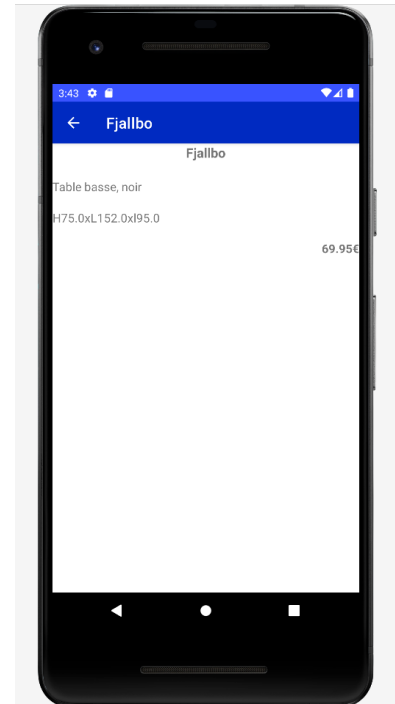 3:43
Fjallbo
Fjallbo
Table basse, noir
H75.0xL152.0xl95.0
69.95€